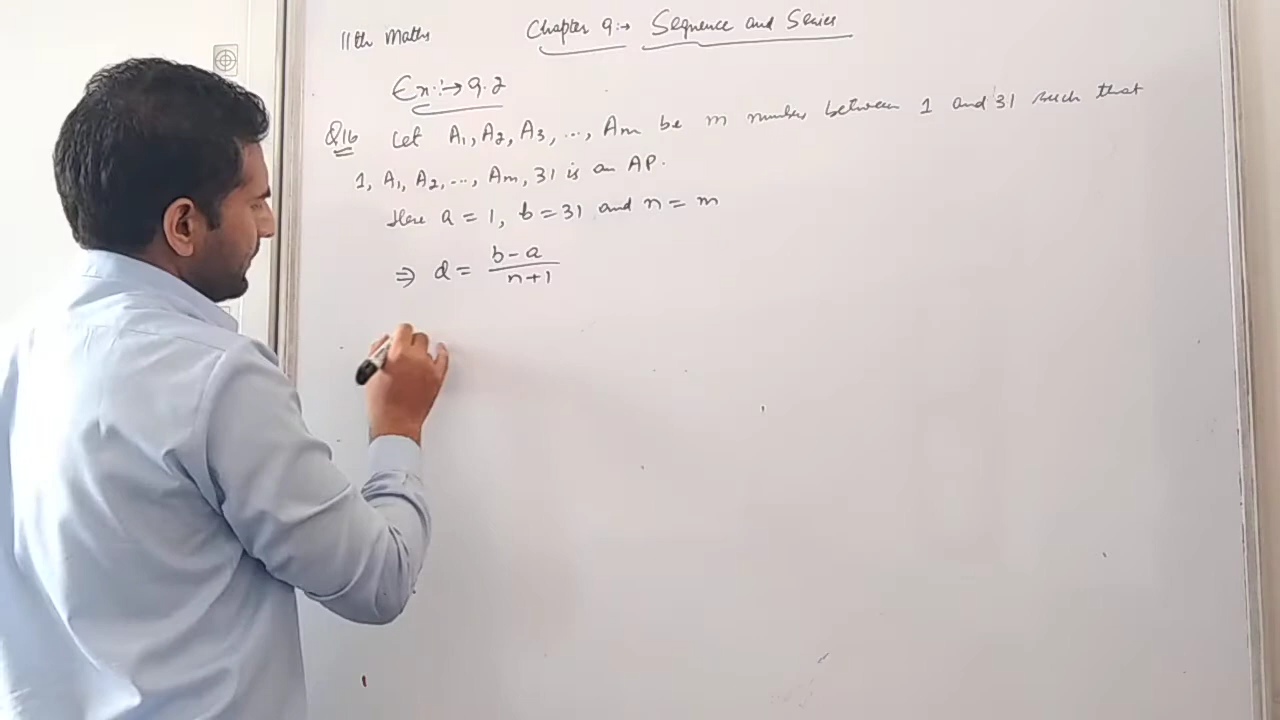 11th Maths
Chapter 9:→ Sequence and Series
Ex:→ 9.2
Q16 Let A₁, A₂, A₃, ..., Am be m numbers between 1 and 31 such that
1, A₁, A₂, ..., Am, 31 is an AP.
Here a = 1, b = 31 and n = m
⇒ d = (b-a)/(n+1)